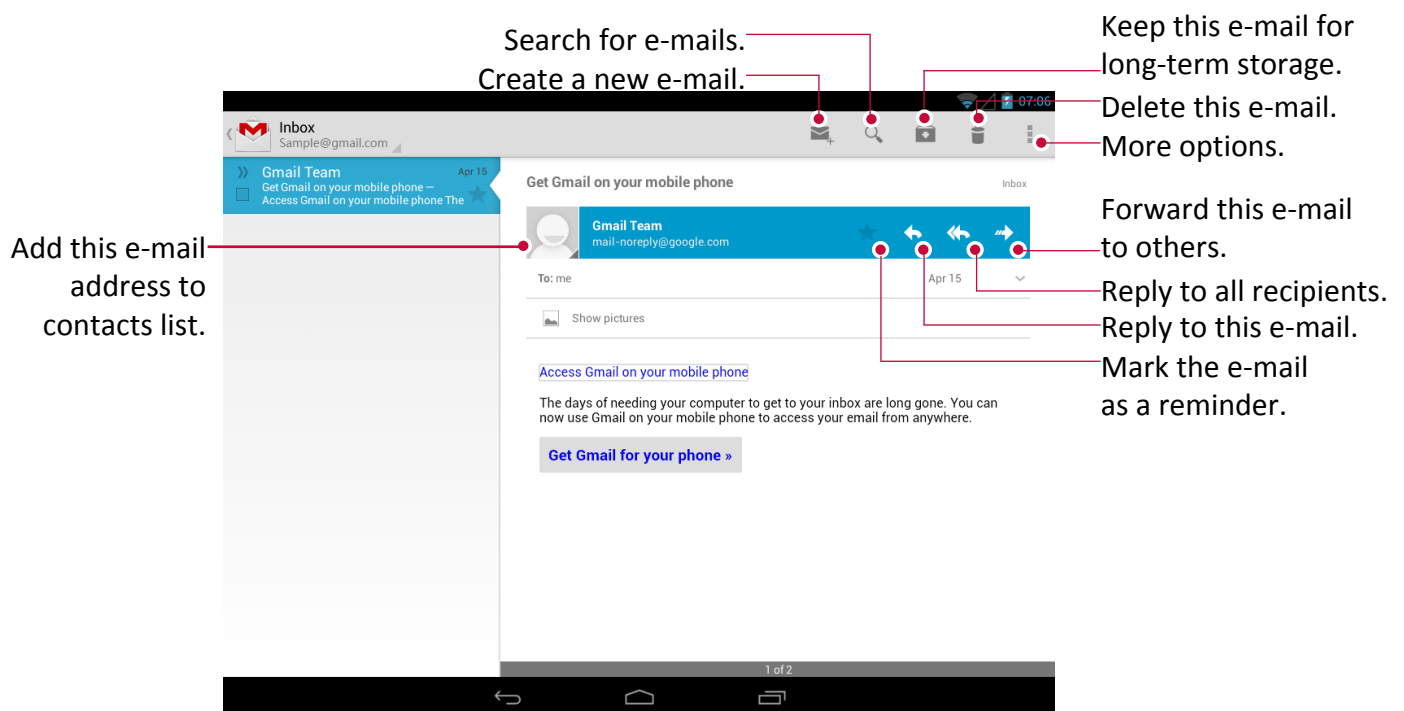 Search for e-mails.
Create a new e-mail.
Keep this e-mail for
long-term storage.
Delete this e-mail.
More options.
07:06
Inbox
Sample@gmail.com
Gmail Team Apr 15
Get Gmail on your mobile phone —
Access Gmail on your mobile phone The
Get Gmail on your mobile phone Inbox
Gmail Team
mail-noreply@google.com
To: me Apr 15
Show pictures
Access Gmail on your mobile phone
The days of needing your computer to get to your inbox are long gone. You can
now use Gmail on your mobile phone to access your email from anywhere.
Get Gmail for your phone »
1 of 2
Add this e-mail
address to
contacts list.
Forward this e-mail
to others.
Reply to all recipients.
Reply to this e-mail.
Mark the e-mail
as a reminder.